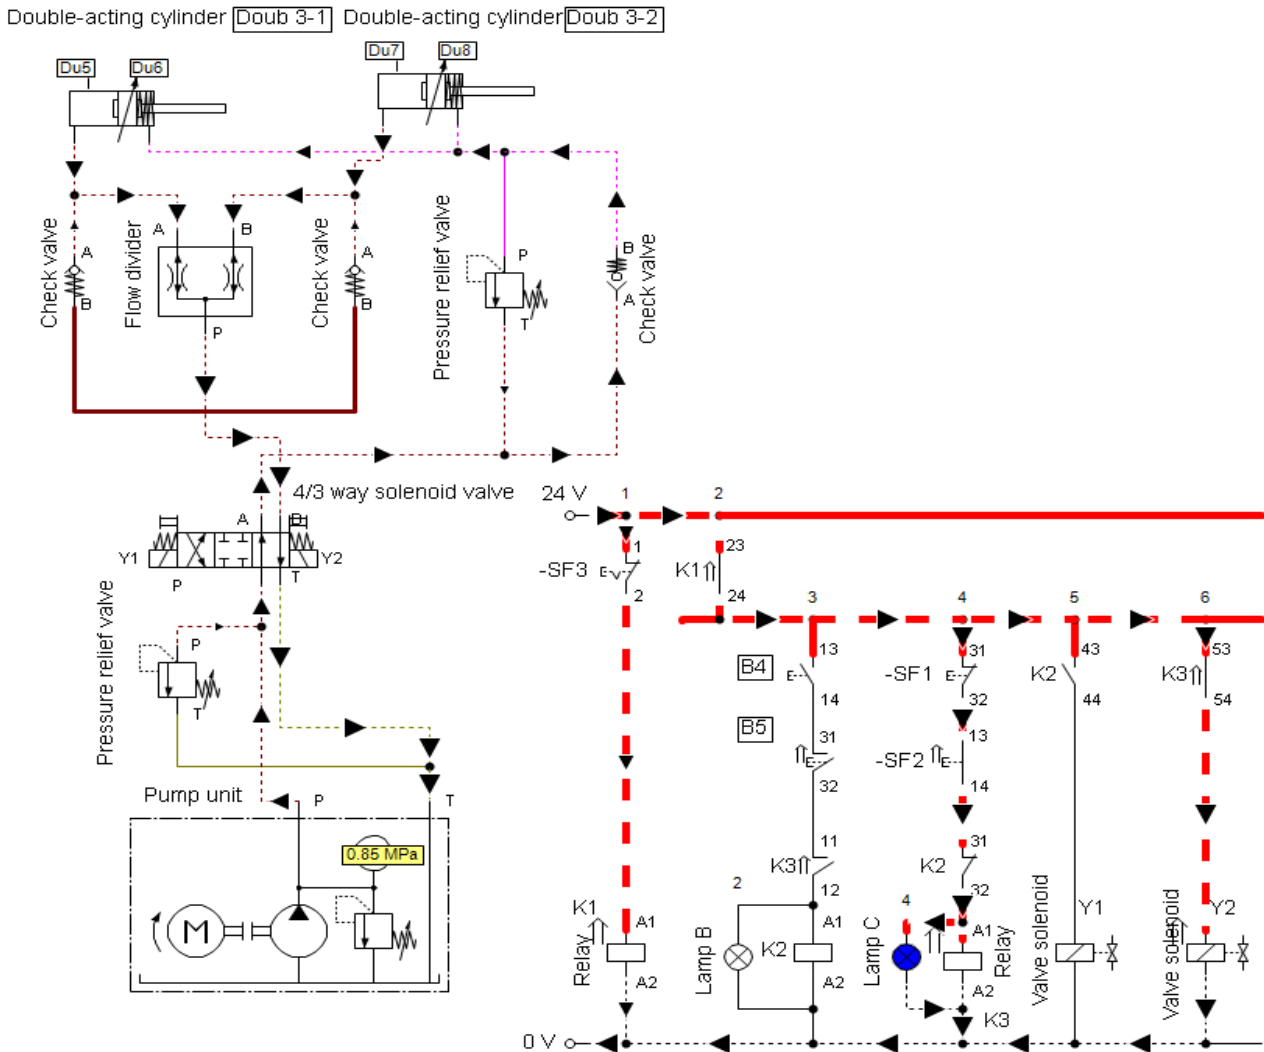 Double-acting cylinder Doub 3-1 Double-acting cylinder Doub 3-2
Du5 Du6
Du7 Du8
Check valve
A
B
Flow divider
A B
P
Check valve
A
B
Pressure relief valve
P
T
B
A
Check valve
4/3 way solenoid valve
A B
Y1 Y2
P T
Pressure relief valve
P
T
Pump unit P T
0.85 MPa
M
24 V 1 2
1
-SF3
2
23
K1
24
3 4 5 6
B4
13
14
B5
31
32
K3
11
12
2
Lamp B
K2
A1
A2
31
-SF1
32
13
-SF2
14
31
K2
32
4
Lamp C
A1
A2
Relay
K3
43
K2
44
Valve solenoid
Y1
53
K3
54
Valve solenoid
Y2
K1
Relay
A1
A2
0 V